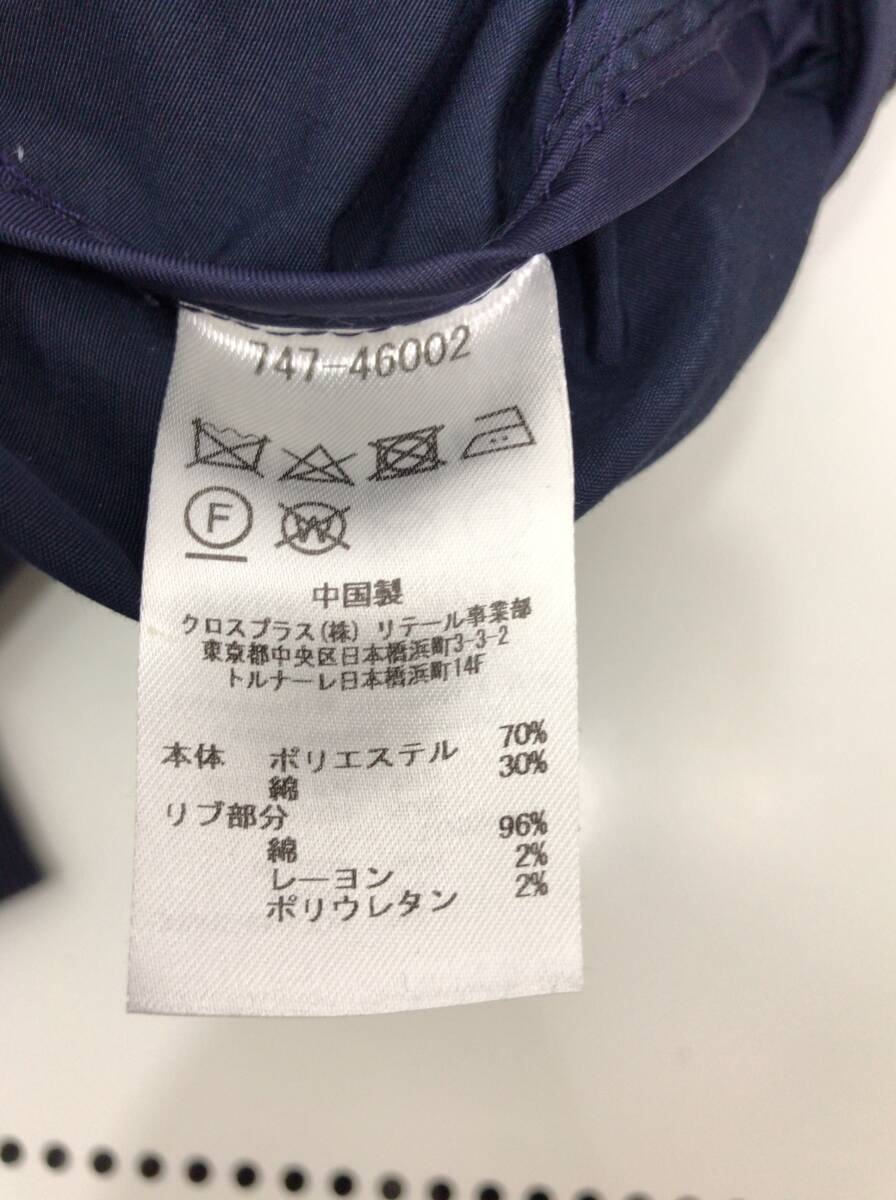 747-46002
F W
中国製
クロスプラス(株) リテール事業部
東京都中央区日本橋浜町3-3-2
トルナーレ日本橋浜町14F
本体 ポリエステル 70%
綿 30%
リブ部分
綿 96%
レーヨン 2%
ポリウレタン 2%